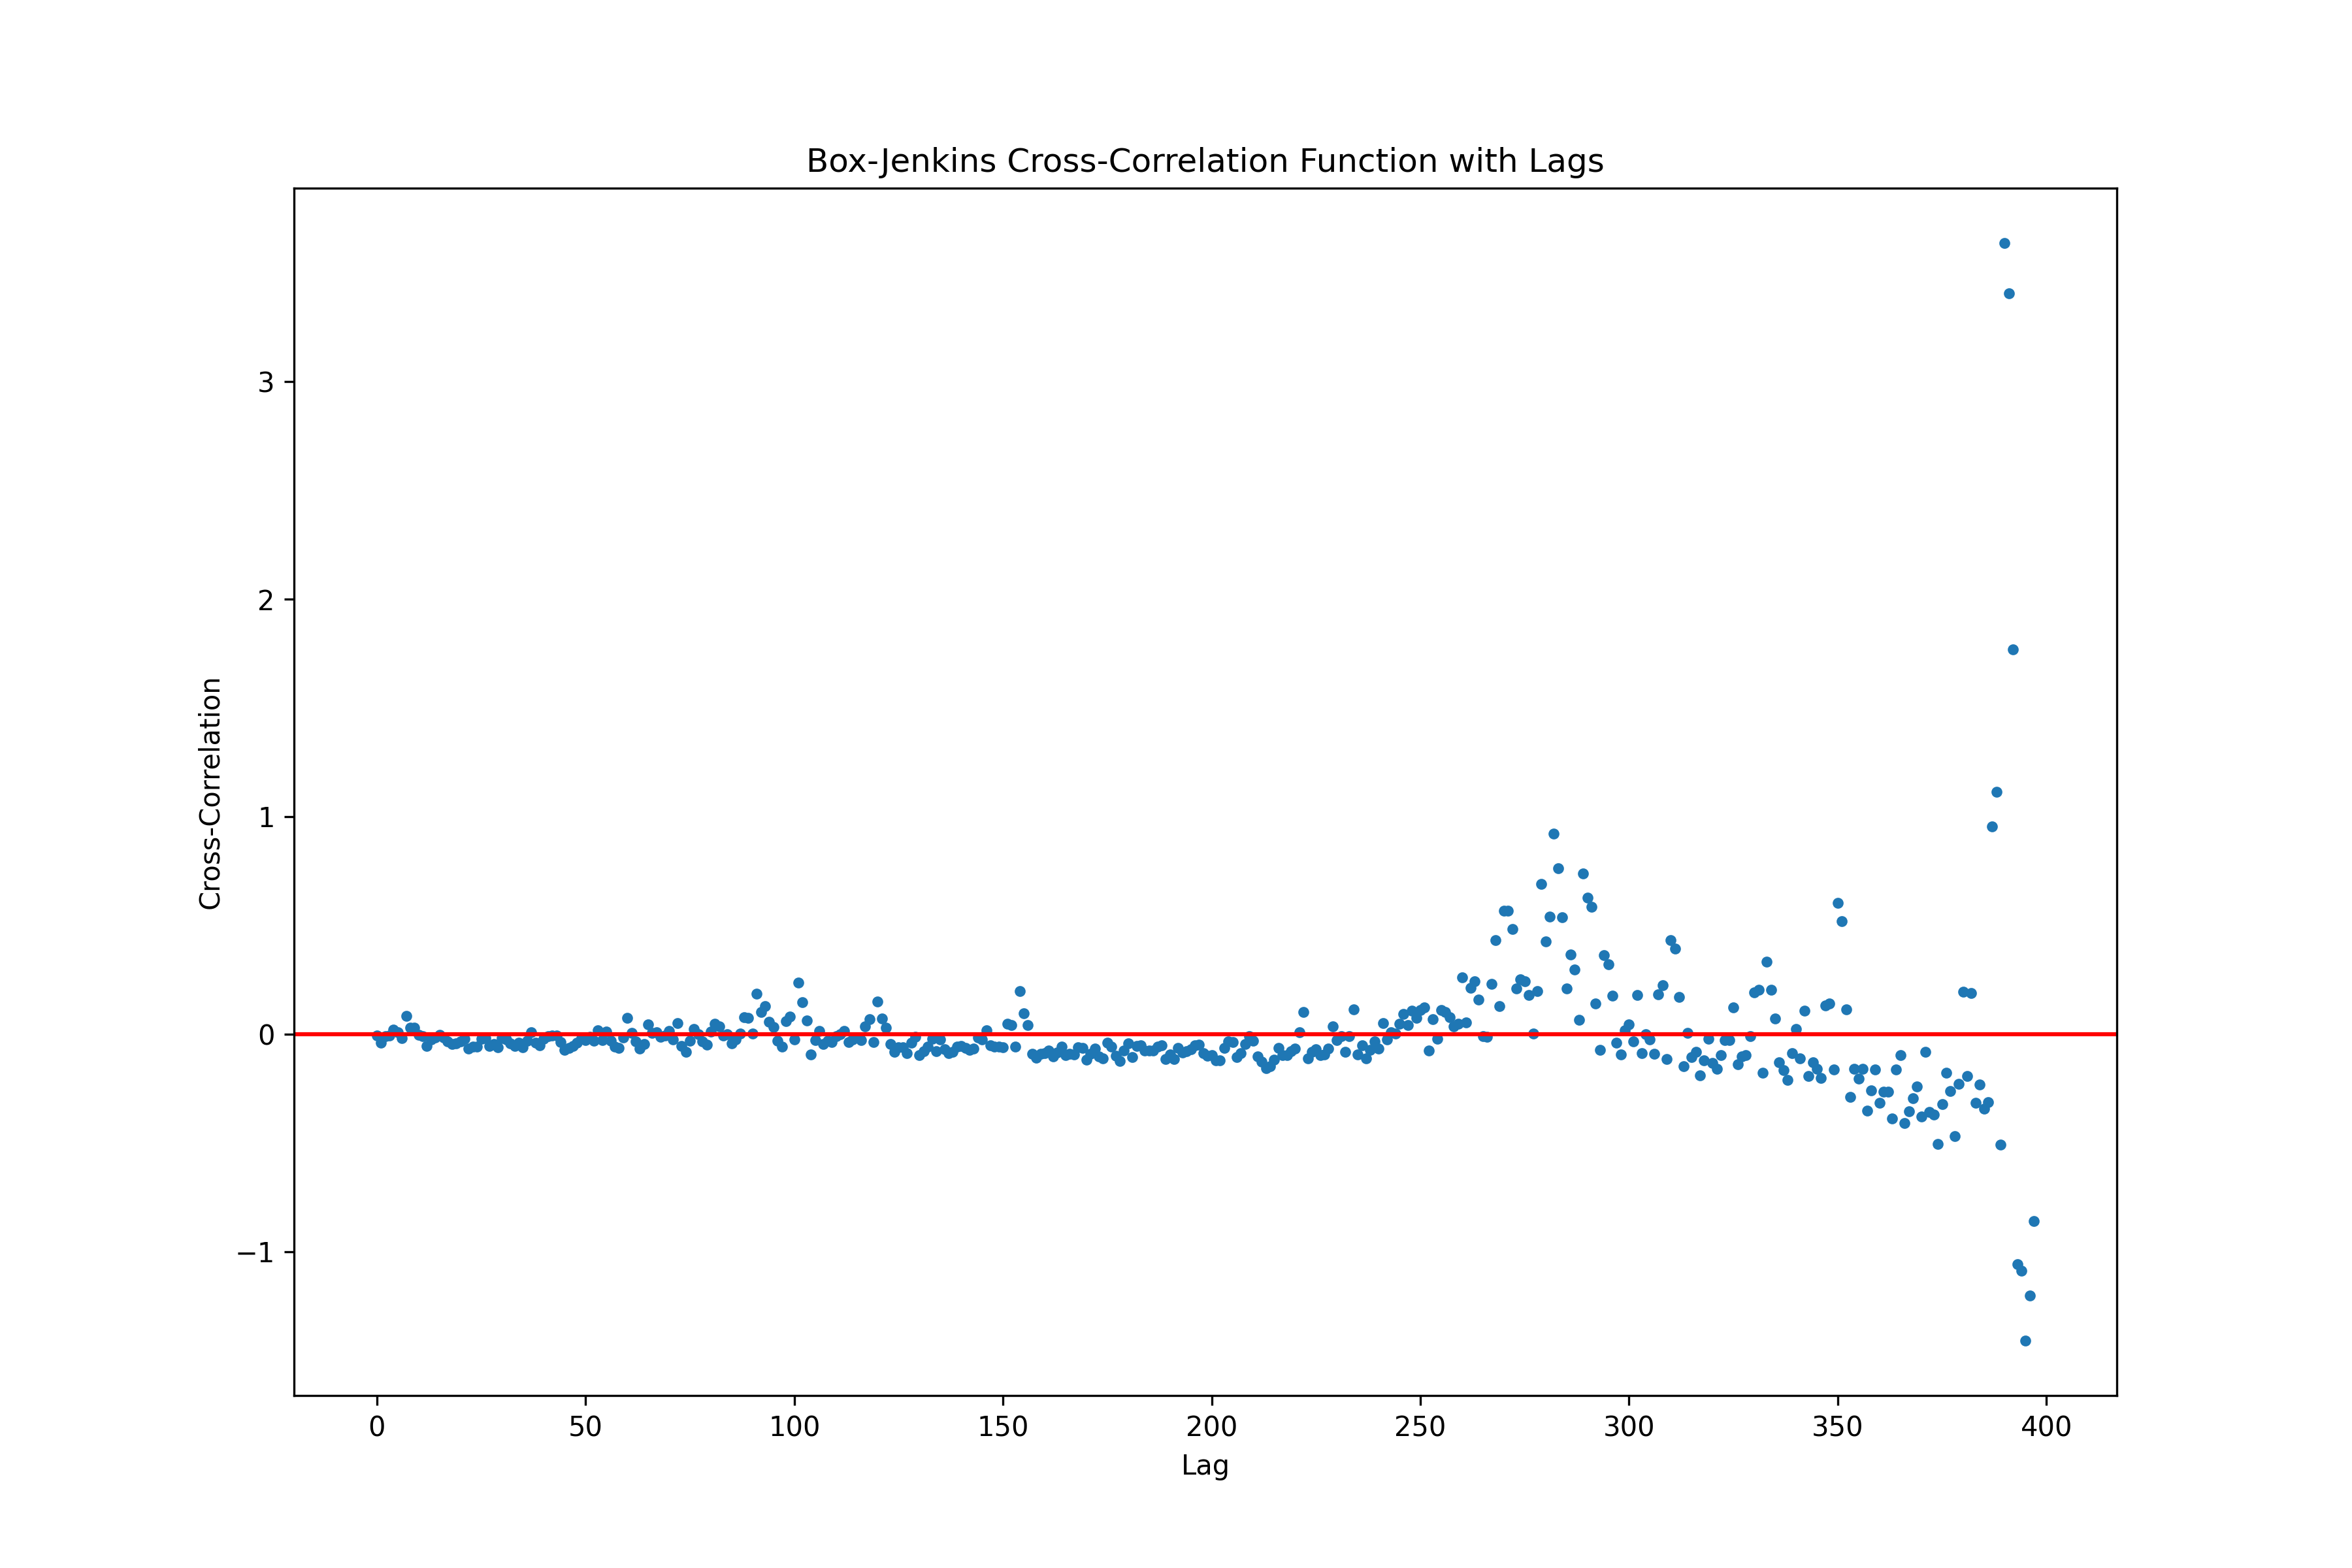 Box-Jenkins Cross-Correlation Function with Lags
3
2
1
0
−1
Cross-Correlation
0 50 100 150 200 250 300 350 400
Lag